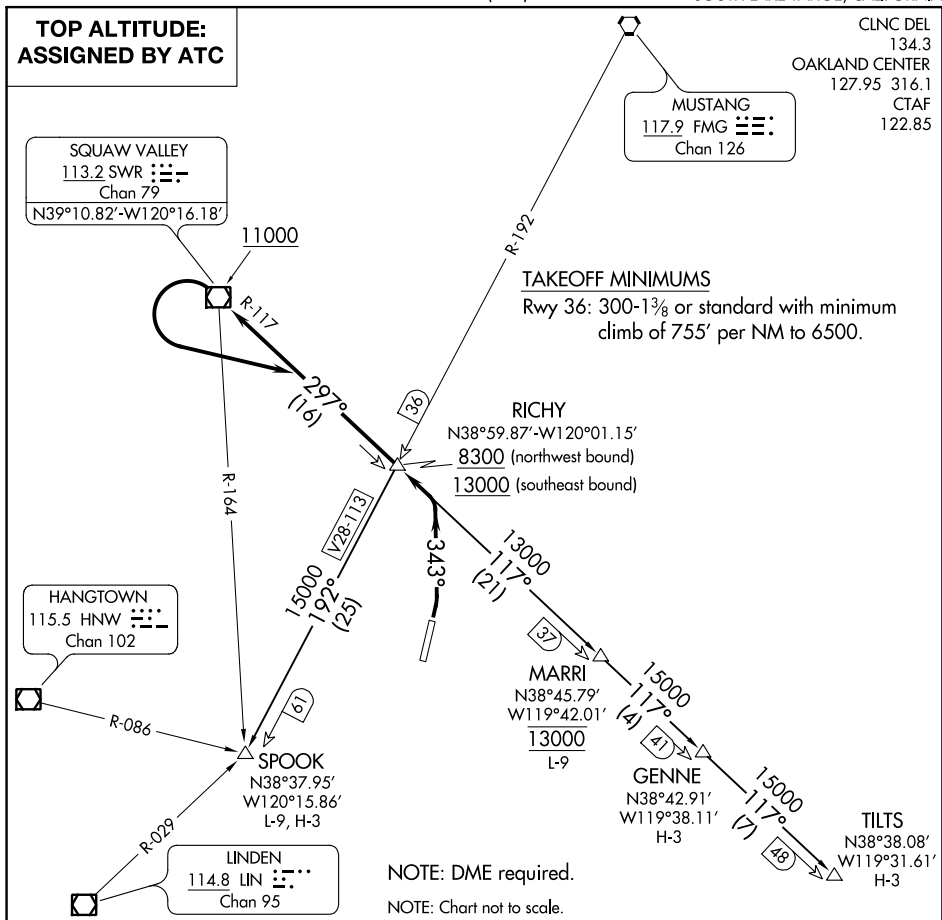 TOP ALTITUDE:
ASSIGNED BY ATC
CLNC DEL
134.3
OAKLAND CENTER
127.95 316.1
CTAF
122.85
MUSTANG
117.9 FMG
Chan 126
SQUAW VALLEY
113.2 SWR
Chan 79
N39°10.82'-W120°16.18'
11000
R-192
R-117
TAKEOFF MINIMUMS
Rwy 36: 300-1⅜ or standard with minimum
climb of 755' per NM to 6500.
297°
(16)
36
RICHY
N38°59.87'-W120°01.15'
8300 (northwest bound)
13000 (southeast bound)
R-164
V28-113
15000
192°
(25)
343°
13000
117°
(21)
HANGTOWN
115.5 HNW
Chan 102
R-086
61
SPOOK
N38°37.95'
W120°15.86'
L-9, H-3
37
MARRI
N38°45.79'
W119°42.01'
13000
L-9
15000
117°
(4)
41
GENNE
N38°42.91'
W119°38.11'
H-3
15000
117°
(7)
48
TILTS
N38°38.08'
W119°31.61'
H-3
R-029
LINDEN
114.8 LIN
Chan 95
NOTE: DME required.
NOTE: Chart not to scale.